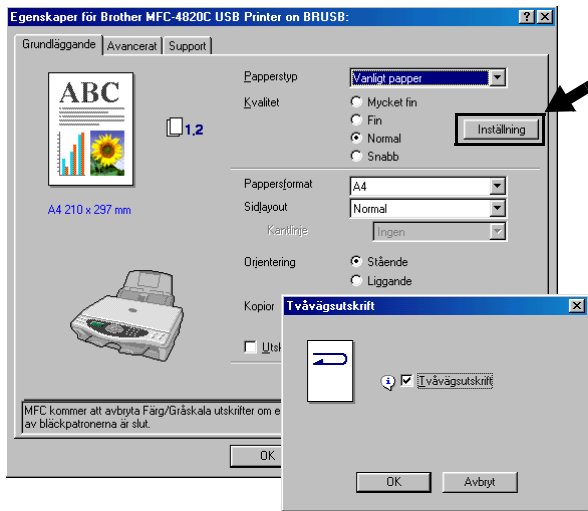 Egenskaper för Brother MFC-4820C USB Printer on BRUSB:
Grundläggande Avancerat Support
ABC
1.2
A4 210 x 297 mm
Papperstyp Vanligt papper
Kvalitet Mycket fin
Fin
Normal
Snabb
Inställning
Pappersformat A4
Sidlayout Normal
Kantlinje Ingen
Orientering Stående
Liggande
Kopior
MFC kommer att avbryta Färg/Gråskala utskrifter om e
av bläckpatronerna är slut.
OK
Tvåvägsutskrift
Tvåvägsutskrift
OK Avbryt